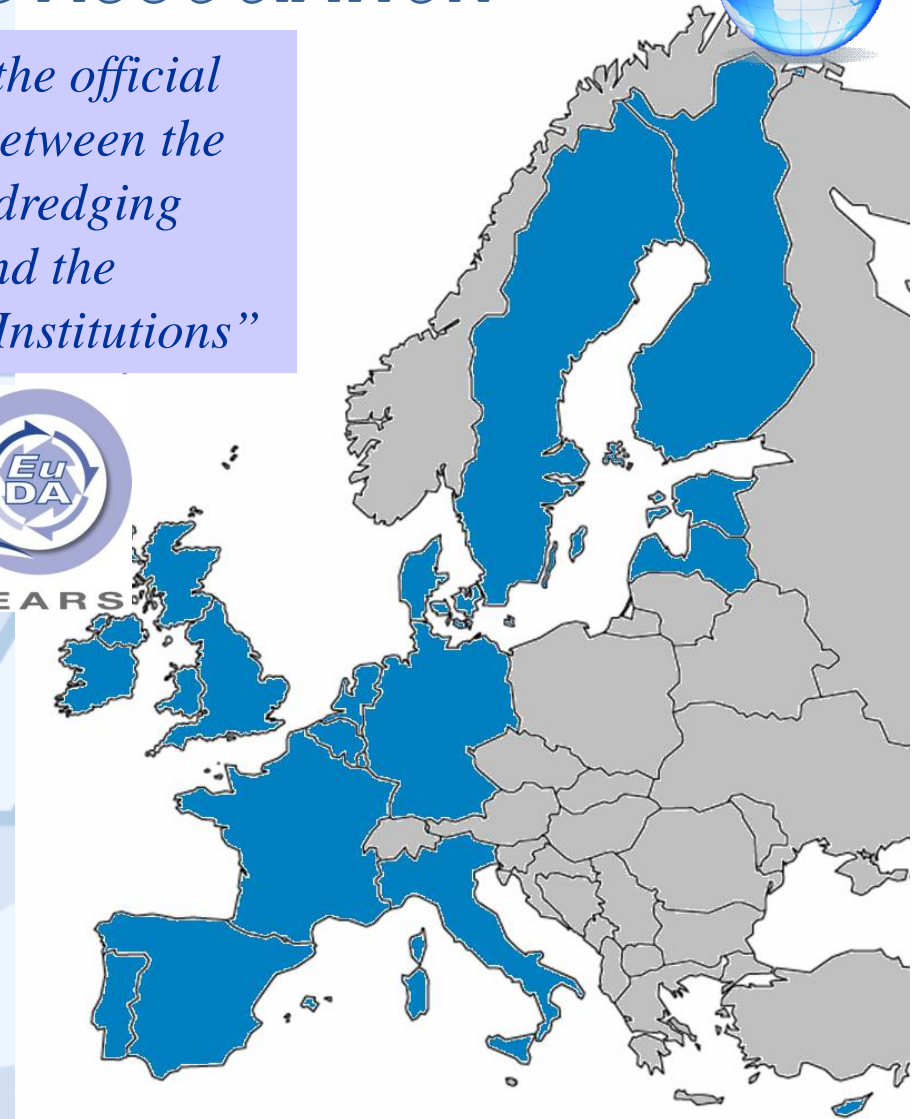 the official
etween the
dredging
nd the
Institutions”
Eu
DA
EARS